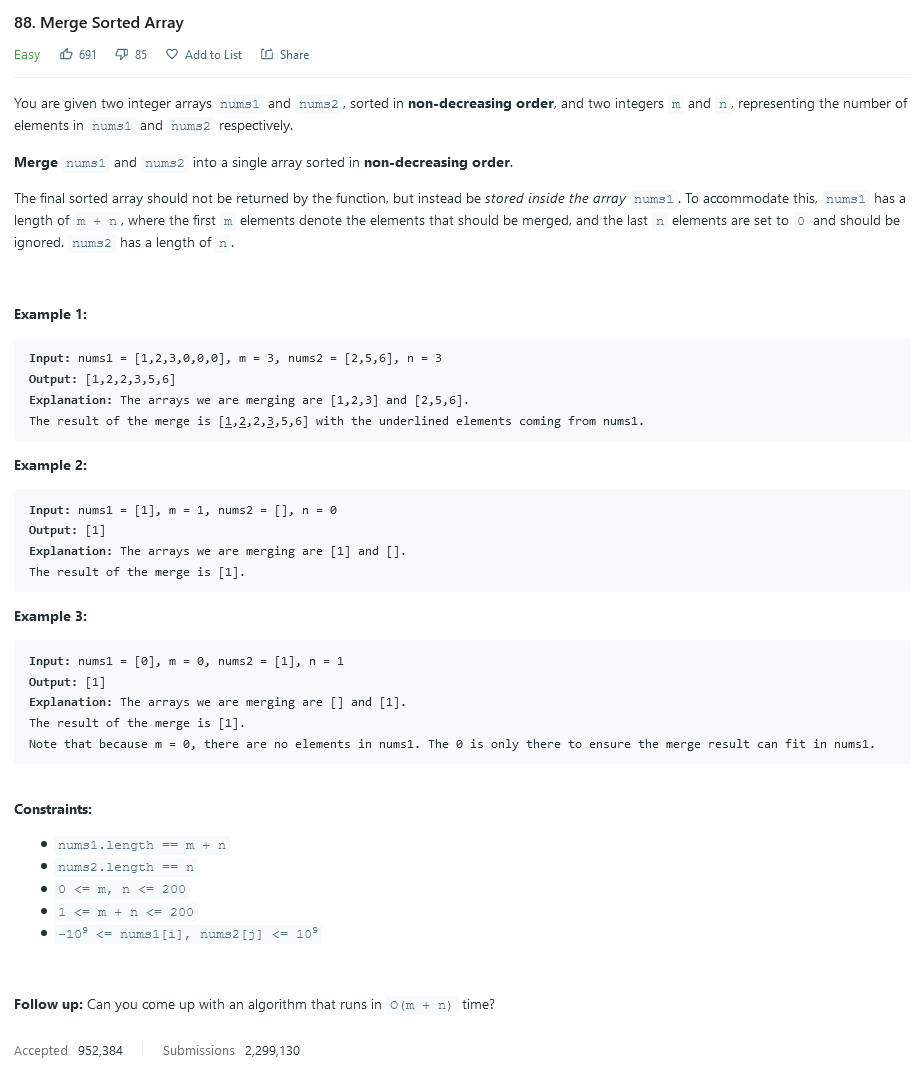 88. Merge Sorted Array
Easy 691 85 Add to List Share
You are given two integer arrays nums1 and nums2, sorted in non-decreasing order, and two integers m and n, representing the number of
elements in nums1 and nums2 respectively.
Merge nums1 and nums2 into a single array sorted in non-decreasing order.
The final sorted array should not be returned by the function, but instead be stored inside the array nums1. To accommodate this, nums1 has a
length of m + n, where the first m elements denote the elements that should be merged, and the last n elements are set to 0 and should be
ignored. nums2 has a length of n.
Example 1:
Input: nums1 = [1,2,3,0,0,0], m = 3, nums2 = [2,5,6], n = 3
Output: [1,2,2,3,5,6]
Explanation: The arrays we are merging are [1,2,3] and [2,5,6].
The result of the merge is [1,2,2,3,5,6] with the underlined elements coming from nums1.
Example 2:
Input: nums1 = [1], m = 1, nums2 = [], n = 0
Output: [1]
Explanation: The arrays we are merging are [1] and [].
The result of the merge is [1].
Example 3:
Input: nums1 = [0], m = 0, nums2 = [1], n = 1
Output: [1]
Explanation: The arrays we are merging are [] and [1].
The result of the merge is [1].
Note that because m = 0, there are no elements in nums1. The 0 is only there to ensure the merge result can fit in nums1.
Constraints:
• nums1.length == m + n
• nums2.length == n
• 0 <= m, n <= 200
• 1 <= m + n <= 200
• -10⁹ <= nums1[i], nums2[j] <= 10⁹
Follow up: Can you come up with an algorithm that runs in O(m + n) time?
Accepted 952,384 Submissions 2,299,130